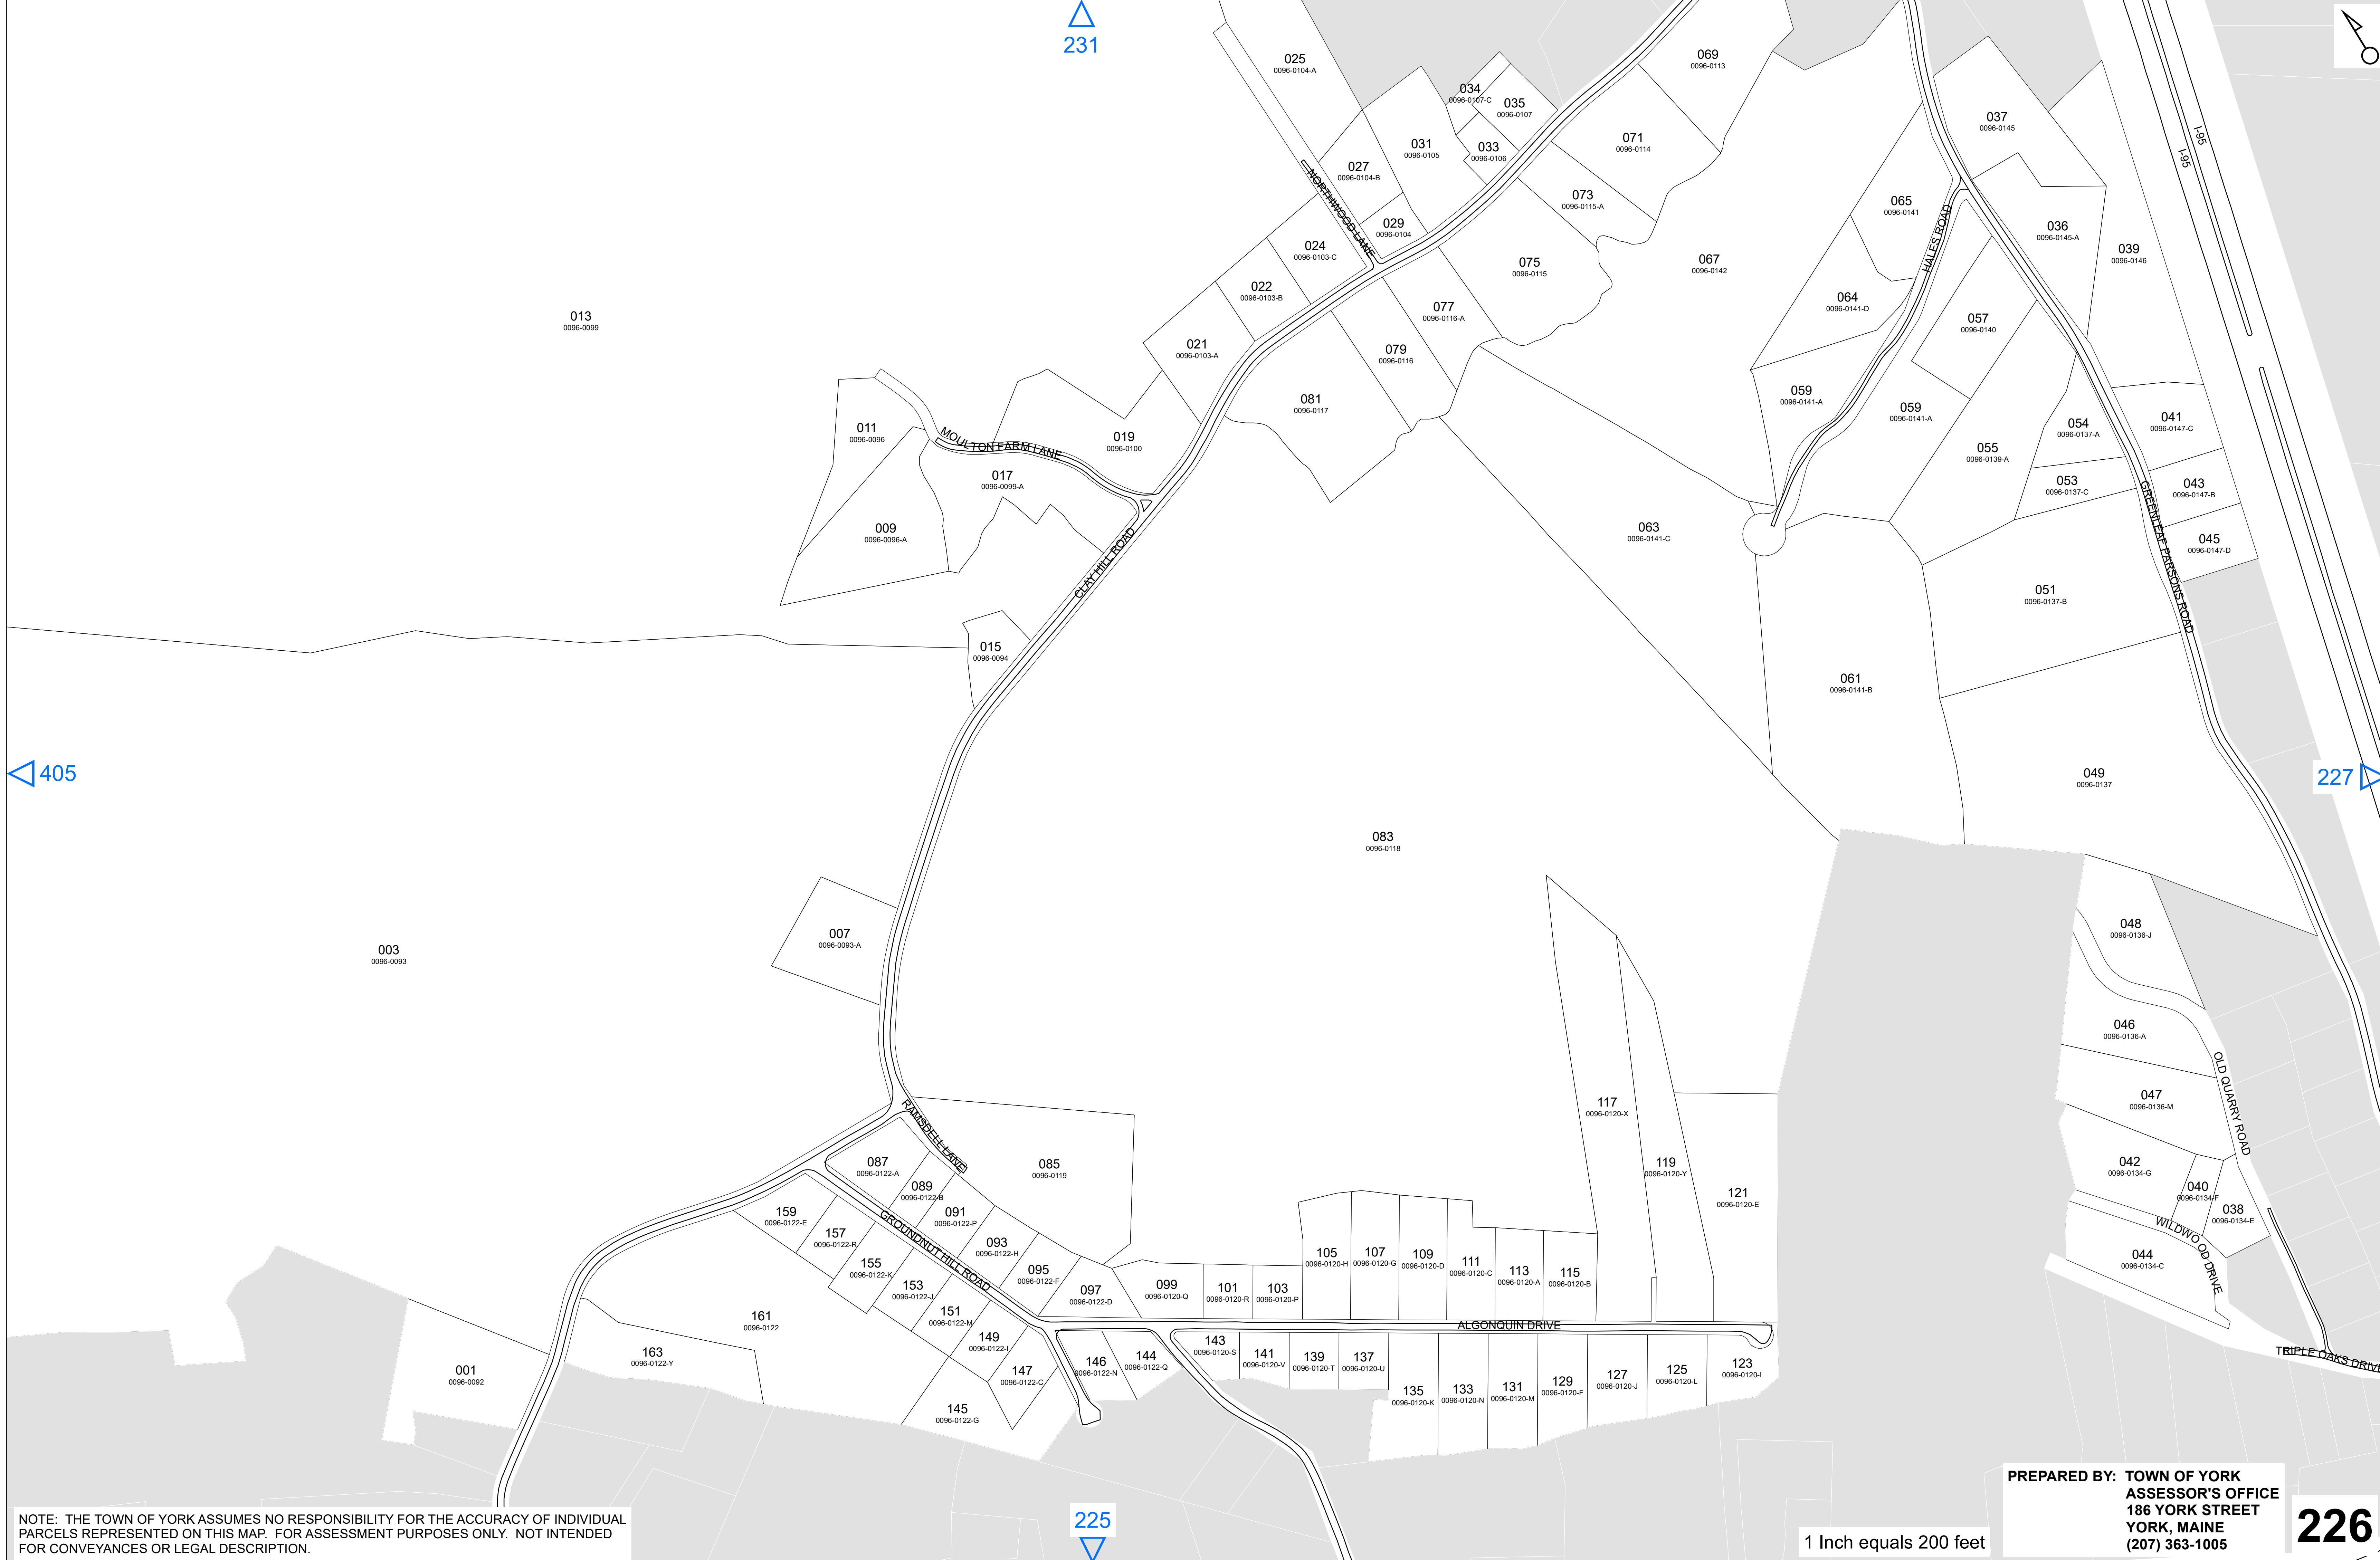 231
025
0096-0104-A
069
0096-0113
034
0096-0107-C
035
0096-0107
037
0096-0145
I-95
I-95
071
0096-0114
031
0096-0105
033
0096-0106
027
0096-0104-B
NORTHWOOD LANE
073
0096-0115-A
065
0096-0141
HALES ROAD
029
0096-0104
036
0096-0145-A
024
0096-0103-C
039
0096-0146
067
0096-0142
075
0096-0115
022
0096-0103-B
064
0096-0141-D
077
0096-0116-A
013
0096-0099
057
0096-0140
021
0096-0103-A
079
0096-0116
059
0096-0141-A
081
0096-0117
059
0096-0141-A
041
0096-0147-C
054
0096-0137-A
011
0096-0096
MOULTON FARM LANE
019
0096-0100
055
0096-0139-A
017
0096-0099-A
053
0096-0137-C
043
0096-0147-B
GREENLEAF PARSONS ROAD
009
0096-0096-A
063
0096-0141-C
045
0096-0147-D
CLAY HILL ROAD
051
0096-0137-B
015
0096-0094
061
0096-0141-B
405
049
0096-0137
227
083
0096-0118
048
0096-0136-J
007
0096-0093-A
003
0096-0093
046
0096-0136-A
OLD QUARRY ROAD
047
0096-0136-M
117
0096-0120-X
RAMSDELL LANE
087
0096-0122-A
085
0096-0119
119
0096-0120-Y
042
0096-0134-G
089
0096-0122-B
040
0096-0134-F
121
0096-0120-E
159
0096-0122-E
091
0096-0122-P
038
0096-0134-E
GROUNDNUT HILL ROAD
157
0096-0122-R
WILDWOOD DRIVE
093
0096-0122-H
105
0096-0120-H
107
0096-0120-G
109
0096-0120-D
044
0096-0134-C
155
0096-0122-K
111
0096-0120-C
095
0096-0122-F
113
0096-0120-A
115
0096-0120-B
153
0096-0122-J
097
0096-0122-D
099
0096-0120-Q
101
0096-0120-R
103
0096-0120-P
151
0096-0122-M
161
0096-0122
ALGONQUIN DRIVE
149
0096-0122-I
143
0096-0120-S
163
0096-0122-Y
141
0096-0120-V
139
0096-0120-T
137
0096-0120-U
TRIPLE OAKS DRIVE
146
0096-0122-N
144
0096-0122-Q
001
0096-0092
147
0096-0122-C
127
0096-0120-J
125
0096-0120-L
123
0096-0120-I
135
0096-0120-K
133
0096-0120-N
131
0096-0120-M
129
0096-0120-F
145
0096-0122-G
225
NOTE: THE TOWN OF YORK ASSUMES NO RESPONSIBILITY FOR THE ACCURACY OF INDIVIDUAL
PARCELS REPRESENTED ON THIS MAP. FOR ASSESSMENT PURPOSES ONLY. NOT INTENDED
FOR CONVEYANCES OR LEGAL DESCRIPTION.
1 Inch equals 200 feet
PREPARED BY: TOWN OF YORK
ASSESSOR'S OFFICE
186 YORK STREET
YORK, MAINE
(207) 363-1005
226